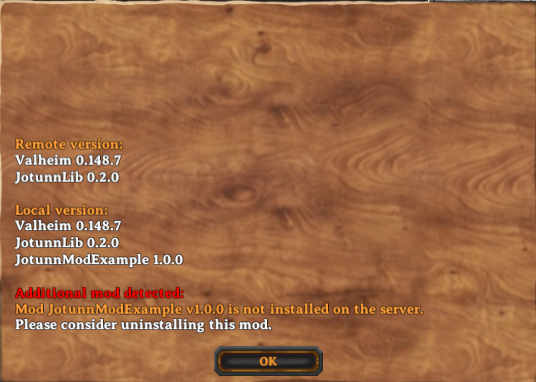 Remote version:
Valheim 0.148.7
JotunnLib 0.2.0
Local version:
Valheim 0.148.7
JotunnLib 0.2.0
JotunnModExample 1.0.0
Additional mod detected:
Mod JotunnModExample v1.0.0 is not installed on the server.
Please consider uninstalling this mod.
OK